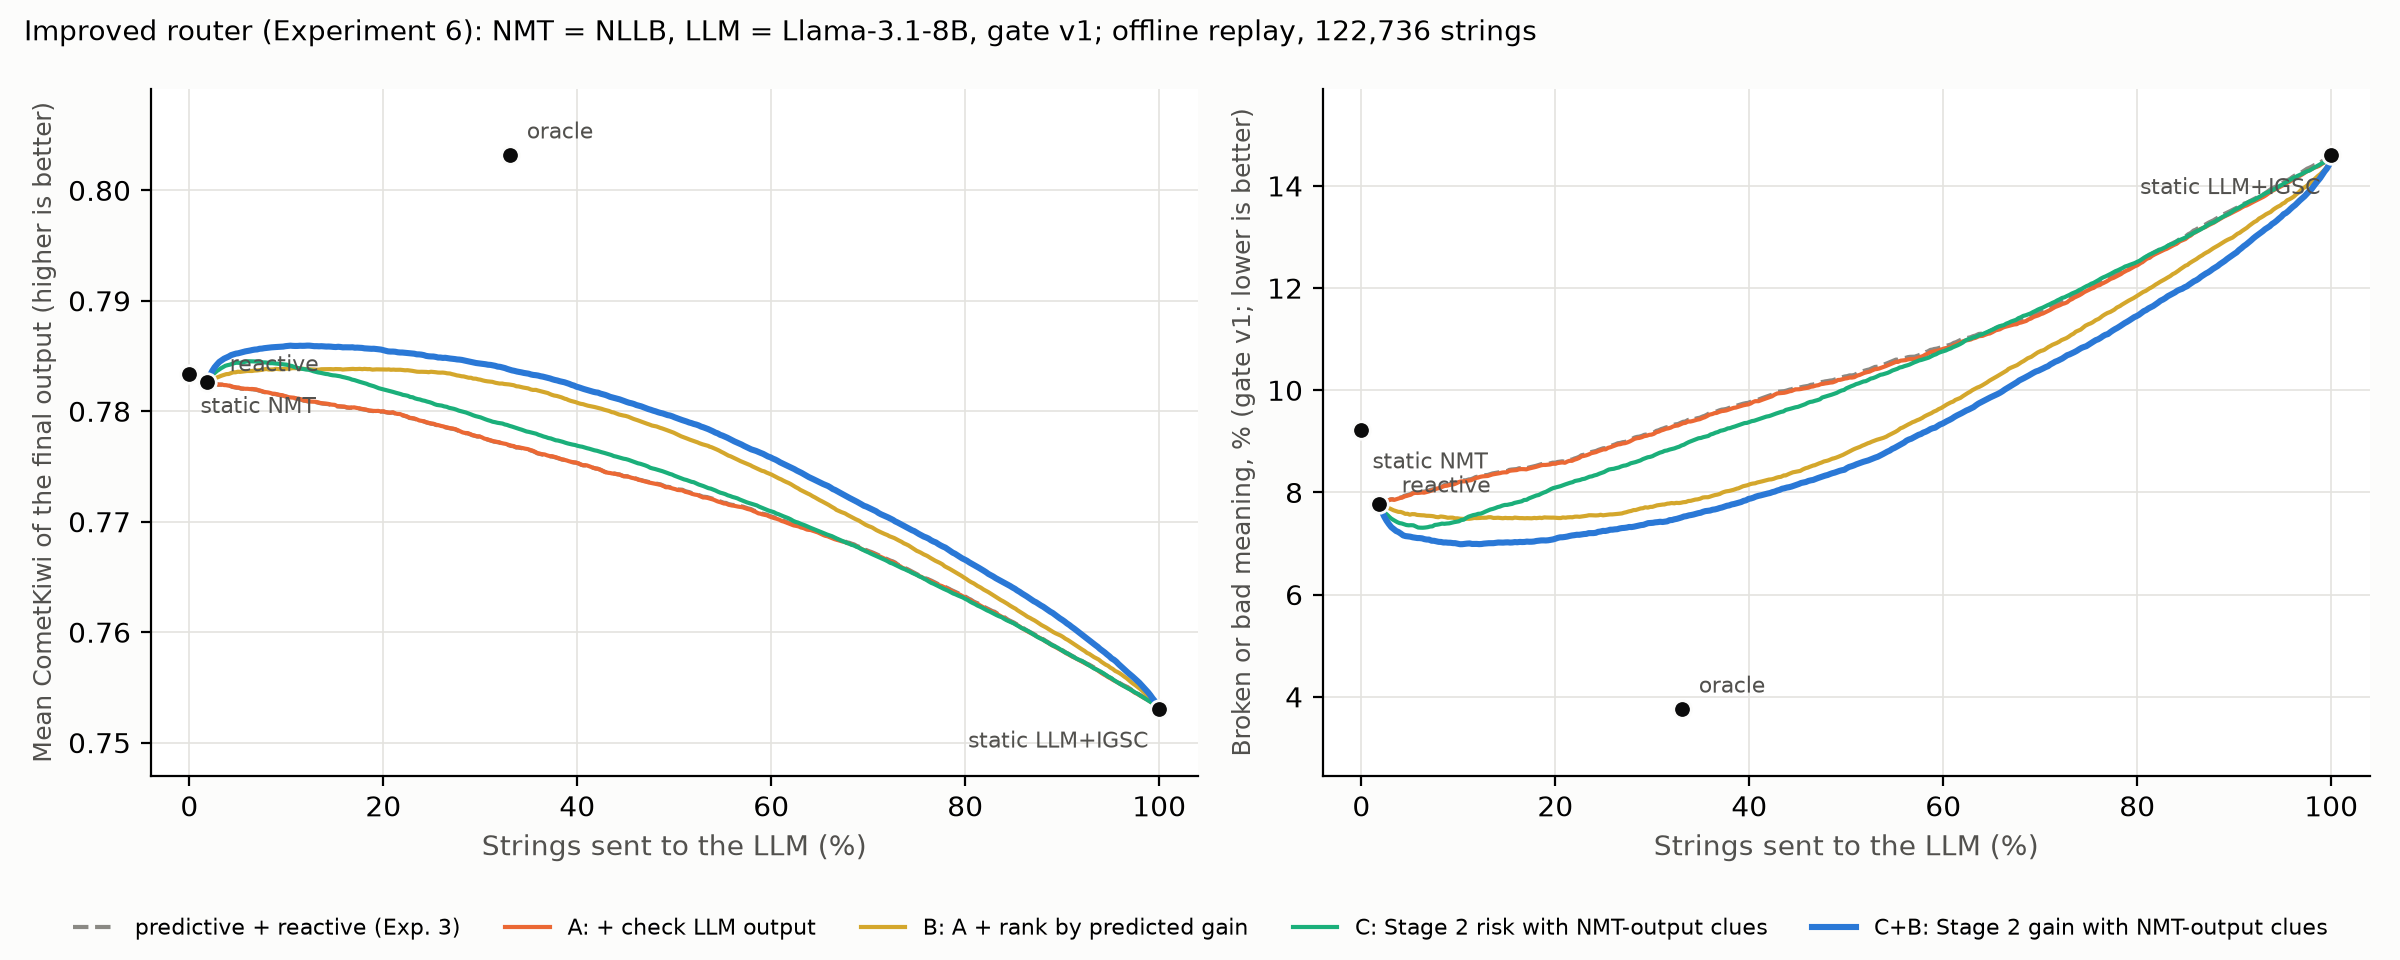 Improved router (Experiment 6): NMT = NLLB, LLM = Llama-3.1-8B, gate v1; offline replay, 122,736 strings
Mean CometKiwi of the final output (higher is better)
0.80
0.79
0.78
0.77
0.76
0.75
oracle
reactive
static NMT
static LLM+IGSC
0 20 40 60 80 100
Strings sent to the LLM (%)
Broken or bad meaning, % (gate v1; lower is better)
14
12
10
8
6
4
static LLM+IGSC
static NMT
reactive
oracle
0 20 40 60 80 100
Strings sent to the LLM (%)
predictive + reactive (Exp. 3) A: + check LLM output B: A + rank by predicted gain C: Stage 2 risk with NMT-output clues C+B: Stage 2 gain with NMT-output clues